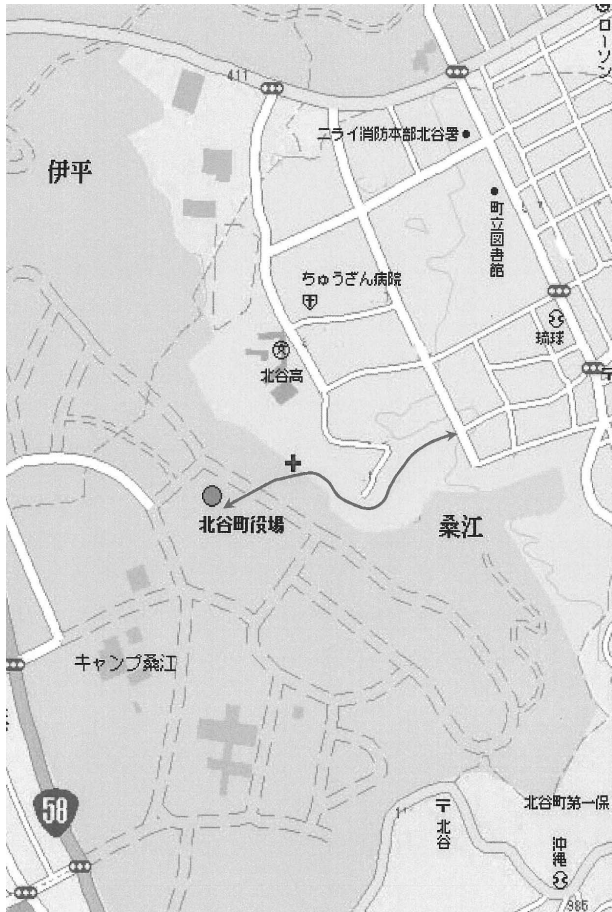 ローソン
411
ニライ消防本部北谷署
伊平
町立図書館
ちゅうざん病院
琉球
北谷高
北谷町役場
桑江
キャンプ桑江
58
11
北谷
北谷町第一保
沖縄